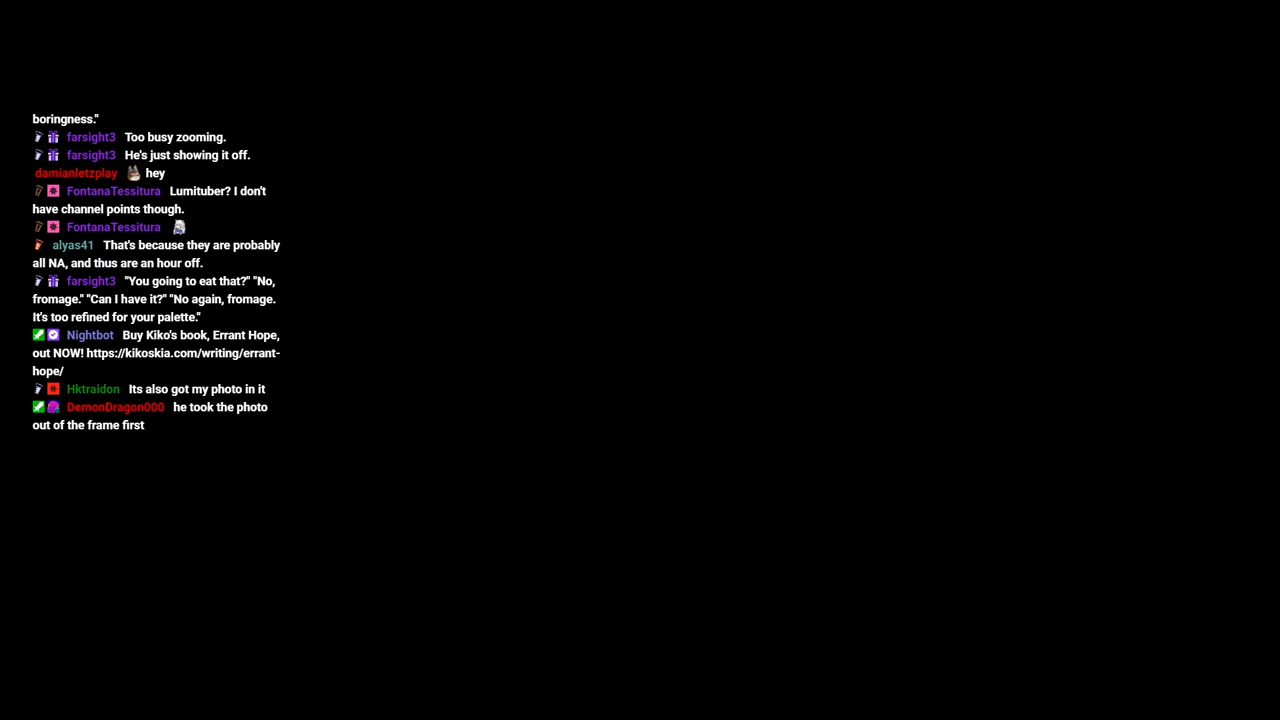 boringness."
farsight3 Too busy zooming.
farsight3 He's just showing it off.
damianletzplay hey
FontanaTessitura Lumituber? I don't
have channel points though.
FontanaTessitura
alyas41 That's because they are probably
all NA, and thus are an hour off.
farsight3 "You going to eat that?" "No,
fromage." "Can I have it?" "No again, fromage.
It's too refined for your palette."
Nightbot Buy Kiko's book, Errant Hope,
out NOW! https://kikoskia.com/writing/errant-
hope/
Hktraidon Its also got my photo in it
DemonDragon000 he took the photo
out of the frame first